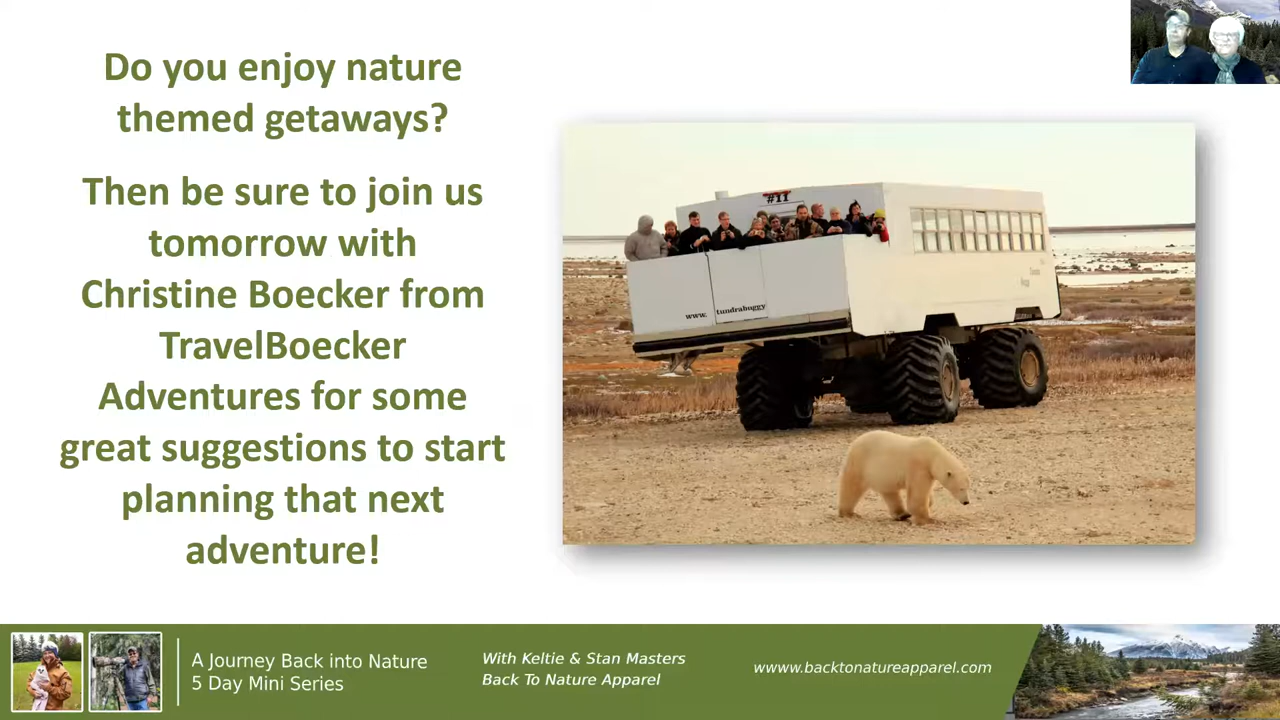 Do you enjoy nature
themed getaways?
Then be sure to join us
tomorrow with
Christine Boecker from
TravelBoecker
Adventures for some
great suggestions to start
planning that next
adventure!
#11
www. tundrabuggy
A Journey Back into Nature
5 Day Mini Series
With Keltie & Stan Masters
Back To Nature Apparel
www.backtonatureapparel.com